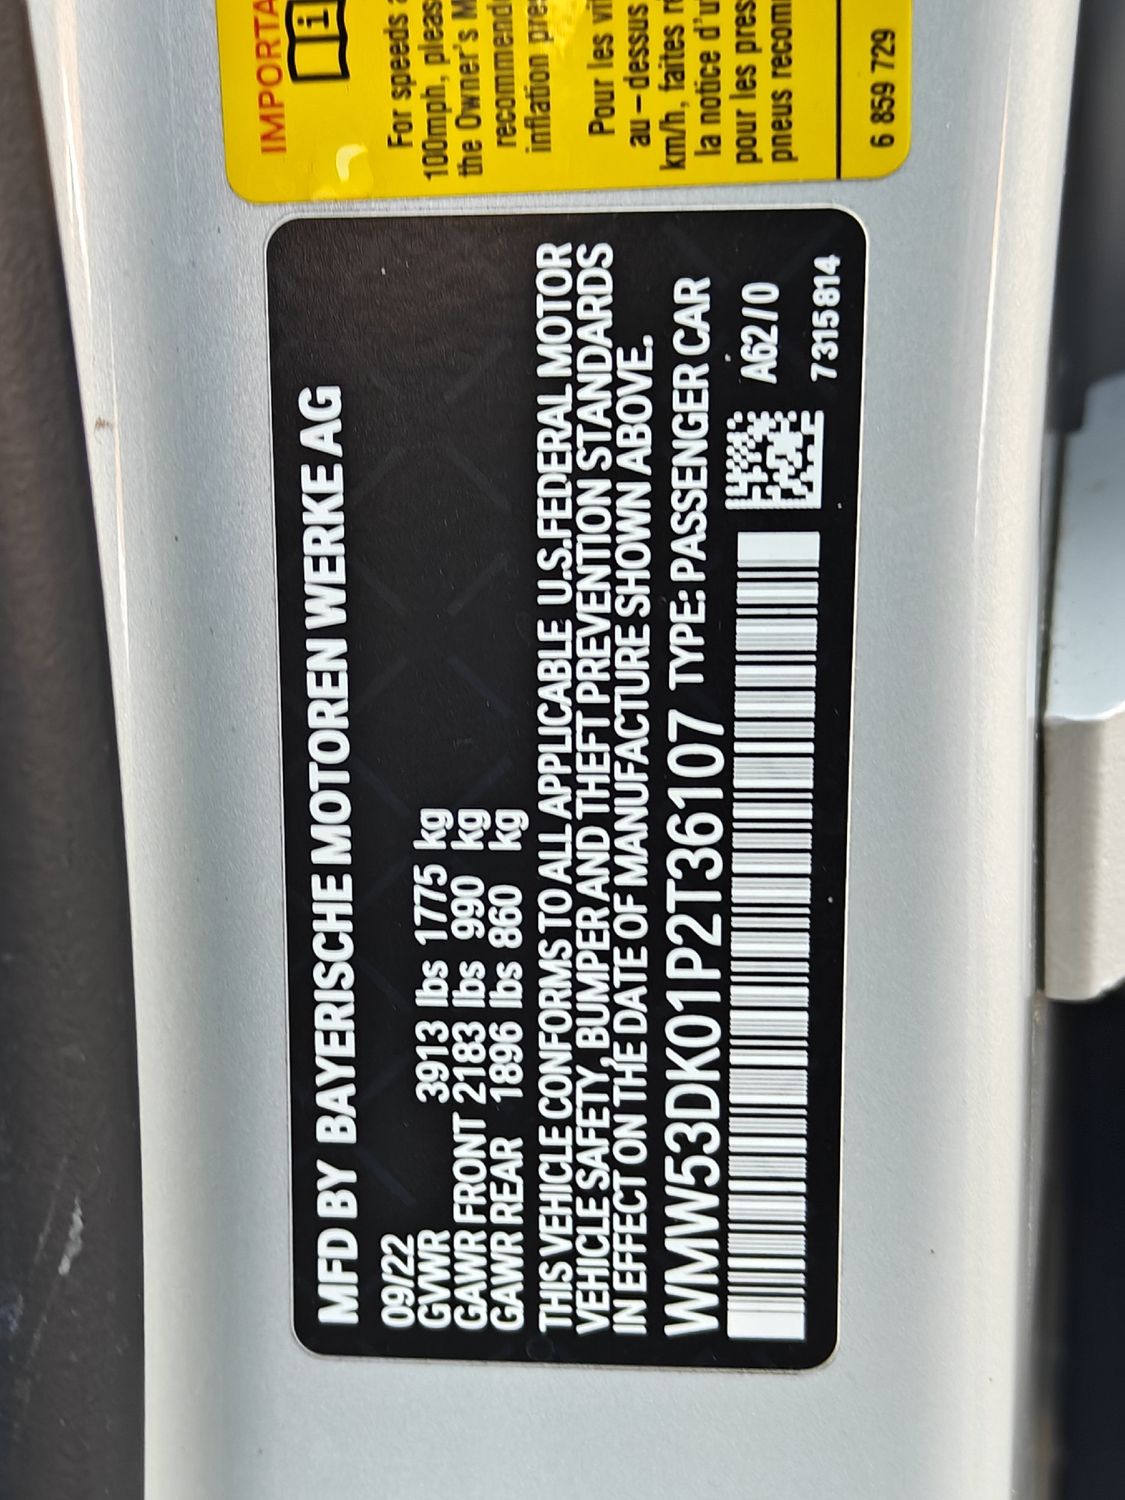 MFD BY BAYERISCHE MOTOREN WERKE AG
09/22
GVWR 3913 lbs 1775 kg
GAWR FRONT 2183 lbs 990 kg
GAWR REAR 1896 lbs 860 kg
THIS VEHICLE CONFORMS TO ALL APPLICABLE U.S.FEDERAL MOTOR
VEHICLE SAFETY, BUMPER AND THEFT PREVENTION STANDARDS
IN EFFECT ON THE DATE OF MANUFACTURE SHOWN ABOVE.
WMW53DK01P2T36107 TYPE: PASSENGER CAR
A62/0
7315814
For speeds
100mph, pleas
the Owner's M
recommend
inflation pre
Pour les vi
au-dessus
km/h, faites r
la notice d'u
pour les pres
pneus recom
6 859 729